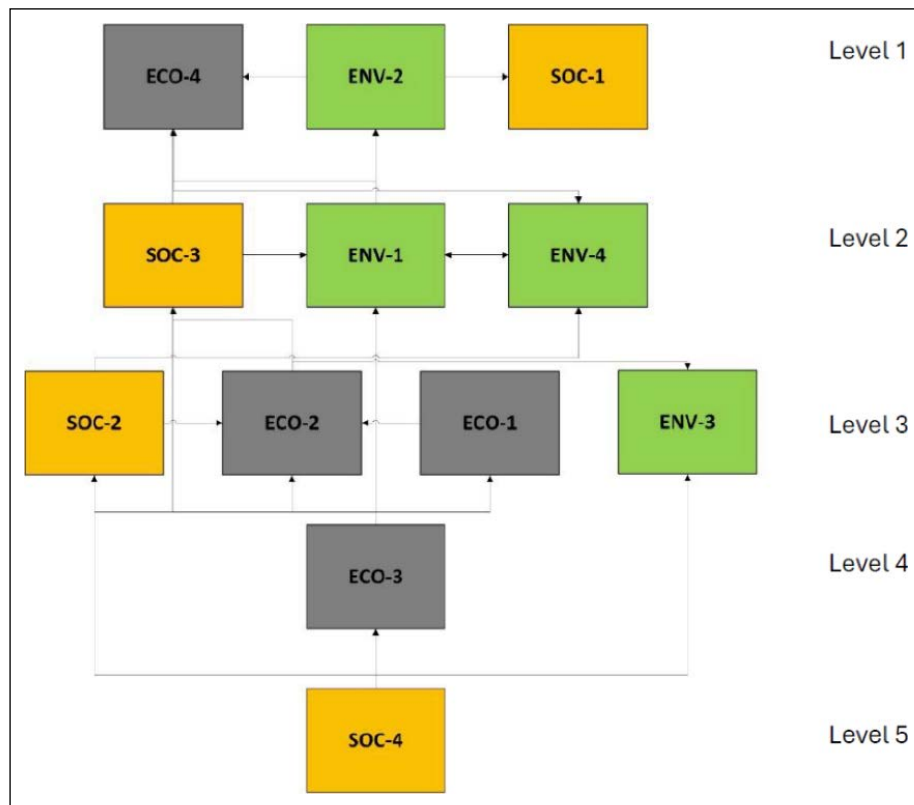 ECO-4
ENV-2
SOC-1
Level 1
SOC-3
ENV-1
ENV-4
Level 2
SOC-2
ECO-2
ECO-1
ENV-3
Level 3
ECO-3
Level 4
SOC-4
Level 5